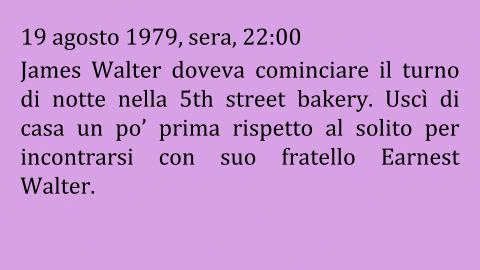 19 agosto 1979, sera, 22:00
James Walter doveva cominciare il turno
di notte nella 5th street bakery. Uscì di
casa un po’ prima rispetto al solito per
incontrarsi con suo fratello Earnest
Walter.